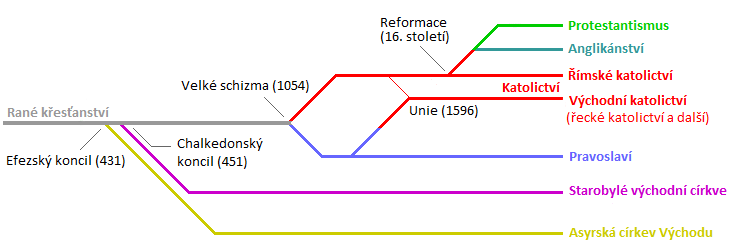 Reformace
(16. století)
Protestantismus
Anglikánství
Římské katolictví
Velké schizma (1054)
Katolictví
Východní katolictví
(řecké katolictví a další)
Unie (1596)
Rané křesťanství
Chalkedonský
koncil (451)
Efezský koncil (431)
Pravoslaví
Starobylé východní církve
Asyrská církev Východu